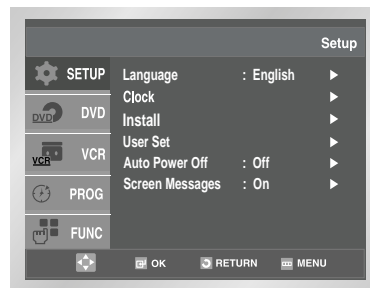 Setup
SETUP
DVD DVD
VCR VCR
PROG
FUNC
Language : English ▶
Clock ▶
Install ▶
User Set ▶
Auto Power Off : Off ▶
Screen Messages : On ▶
OK RETURN MENU